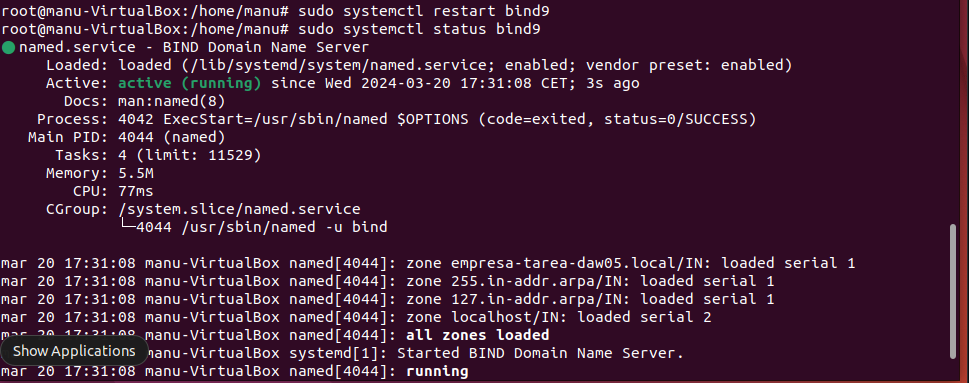 root@manu-VirtualBox:/home/manu# sudo systemctl restart bind9
root@manu-VirtualBox:/home/manu# sudo systemctl status bind9
● named.service - BIND Domain Name Server
     Loaded: loaded (/lib/systemd/system/named.service; enabled; vendor preset: enabled)
     Active: active (running) since Wed 2024-03-20 17:31:08 CET; 3s ago
       Docs: man:named(8)
    Process: 4042 ExecStart=/usr/sbin/named $OPTIONS (code=exited, status=0/SUCCESS)
   Main PID: 4044 (named)
      Tasks: 4 (limit: 11529)
     Memory: 5.5M
        CPU: 77ms
     CGroup: /system.slice/named.service
             └─4044 /usr/sbin/named -u bind

mar 20 17:31:08 manu-VirtualBox named[4044]: zone empresa-tarea-daw05.local/IN: loaded serial 1
mar 20 17:31:08 manu-VirtualBox named[4044]: zone 255.in-addr.arpa/IN: loaded serial 1
mar 20 17:31:08 manu-VirtualBox named[4044]: zone 127.in-addr.arpa/IN: loaded serial 1
mar 20 17:31:08 manu-VirtualBox named[4044]: zone localhost/IN: loaded serial 2
mar 20 17:31:08 manu-VirtualBox named[4044]: all zones loaded
Show Applications
manu-VirtualBox systemd[1]: Started BIND Domain Name Server.
mar 20 17:31:08 manu-VirtualBox named[4044]: running